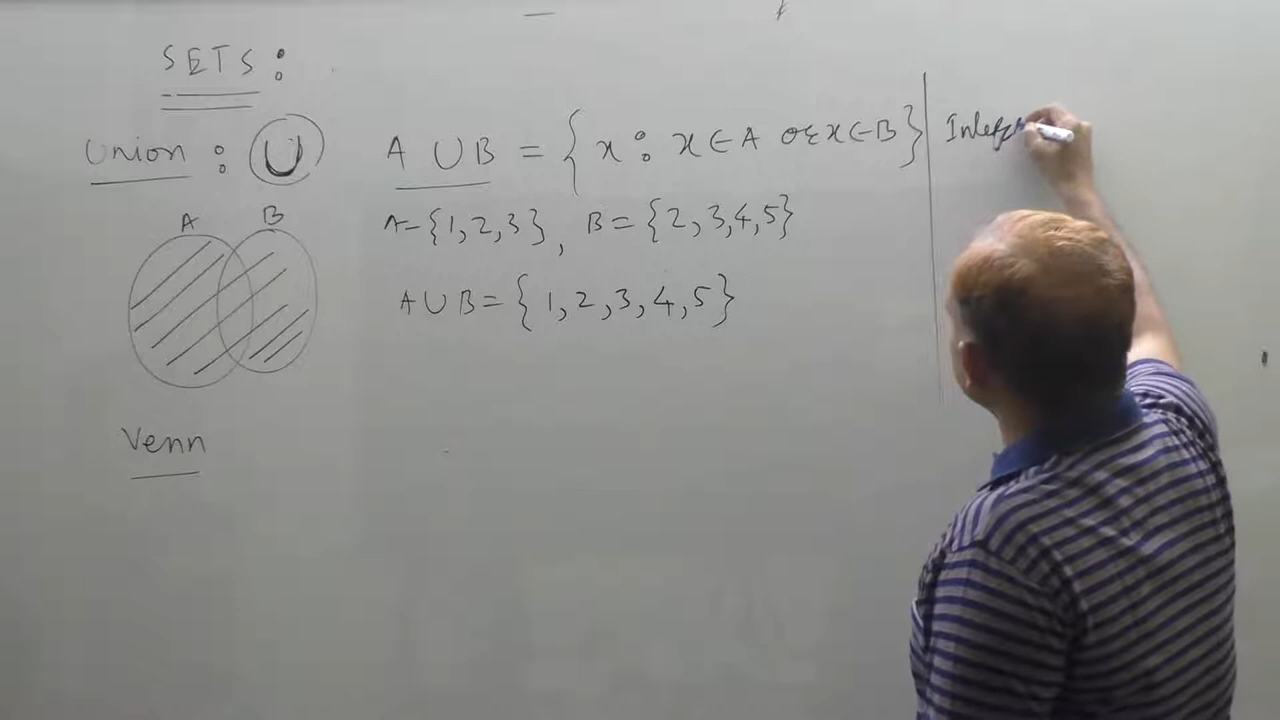 SETS:
Union : U
A ∪ B = { x : x ∈ A or x ∈ B }
A B
A = {1, 2, 3}, B = {2, 3, 4, 5}
A ∪ B = { 1, 2, 3, 4, 5 }
Venn